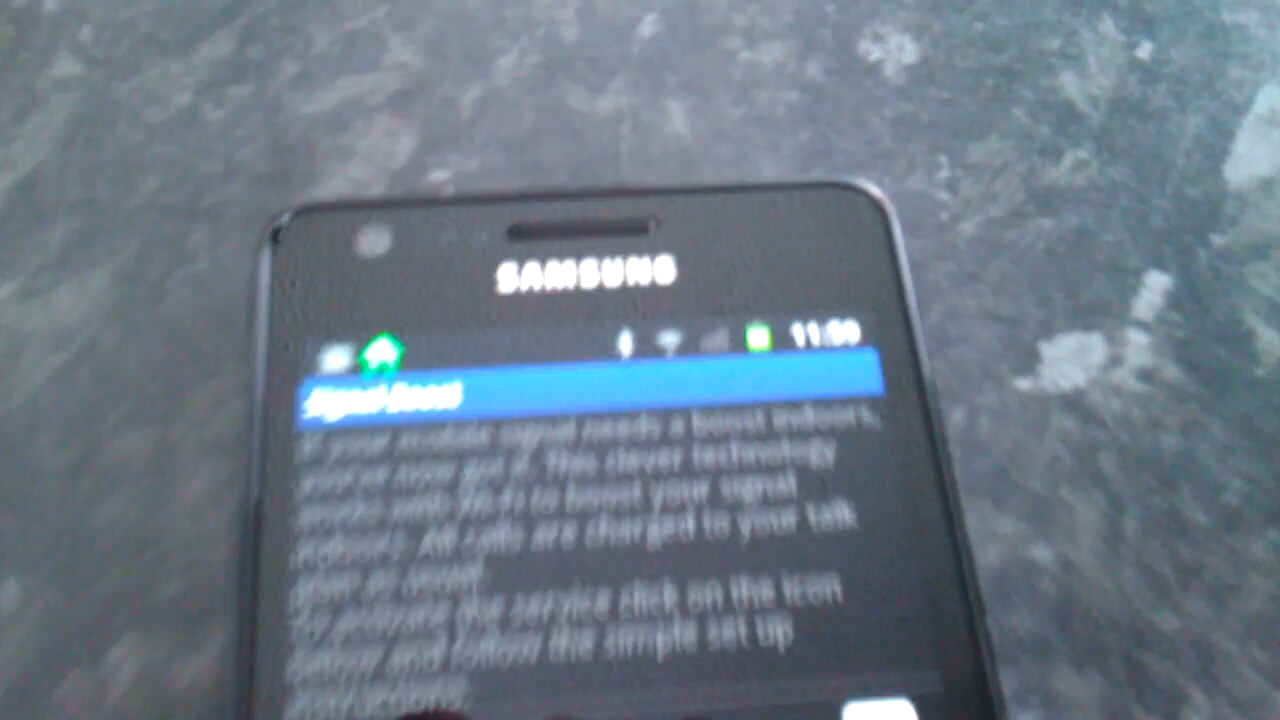 SAMSUNG
11:59
Signal Boost
If your mobile signal needs a boost indoors,
you've now got it. This clever technology
works with Wi-Fi to boost your signal
indoors. All calls are charged to your talk
plan as usual.
To activate the service click on the icon
below and follow the simple set up
instructions.